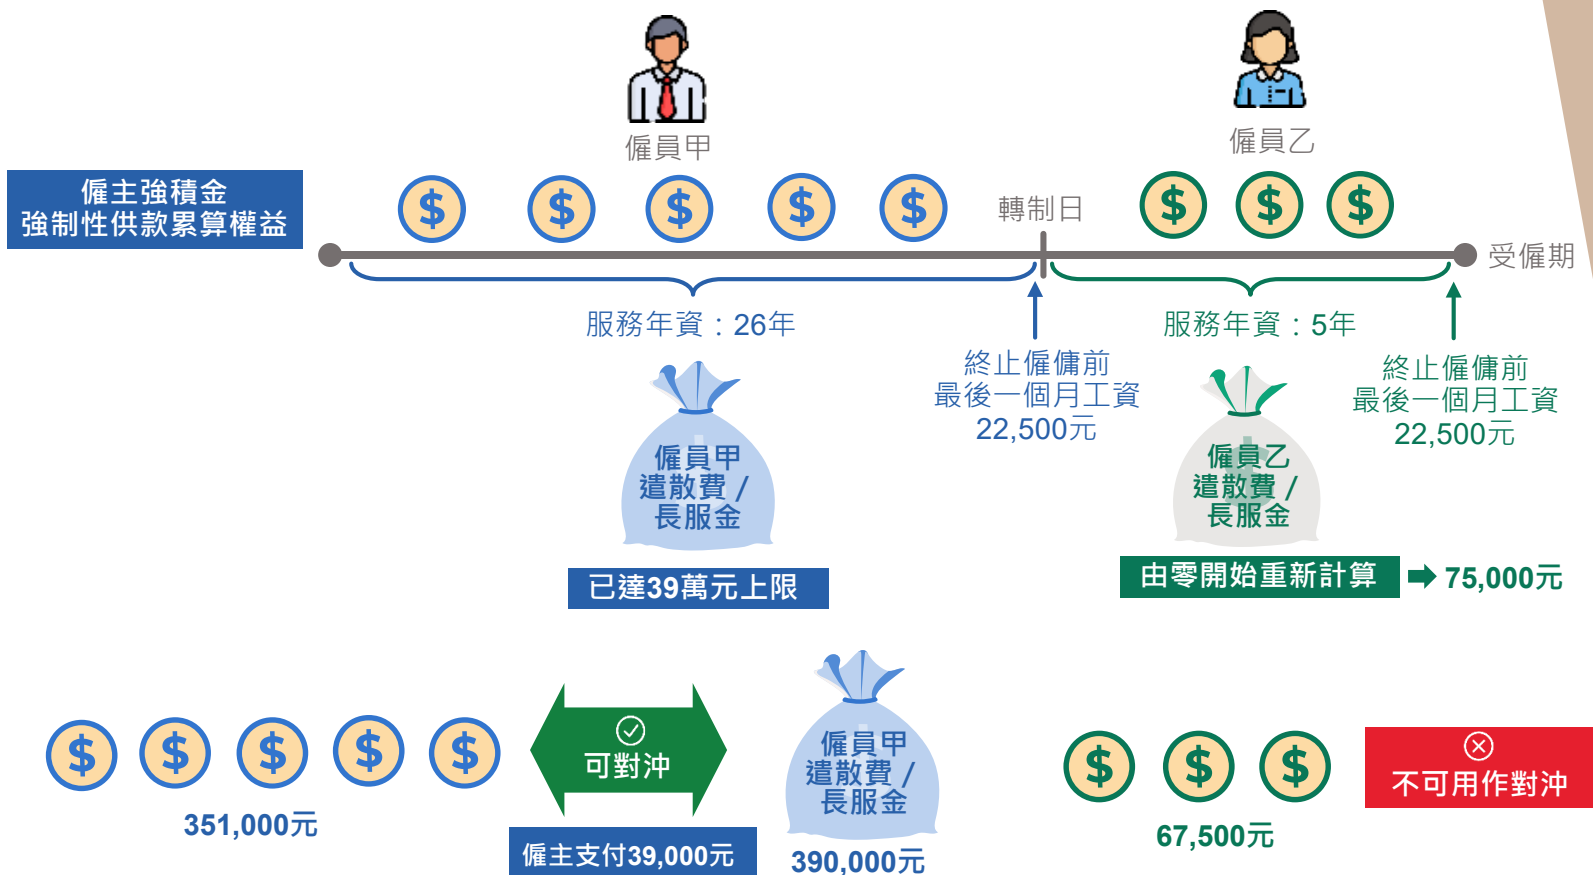 僱員甲
僱員乙
僱主強積金
強制性供款累算權益
$ $ $ $ $
轉制日
$ $ $
受僱期
服務年資：26年
終止僱傭前
最後一個月工資
22,500元
服務年資：5年
終止僱傭前
最後一個月工資
22,500元
僱員甲
遣散費 /
長服金
已達39萬元上限
僱員乙
遣散費 /
長服金
由零開始重新計算
75,000元
$ $ $ $ $
351,000元
可對沖
僱主支付39,000元
僱員甲
遣散費 /
長服金
390,000元
$ $ $
67,500元
不可用作對沖